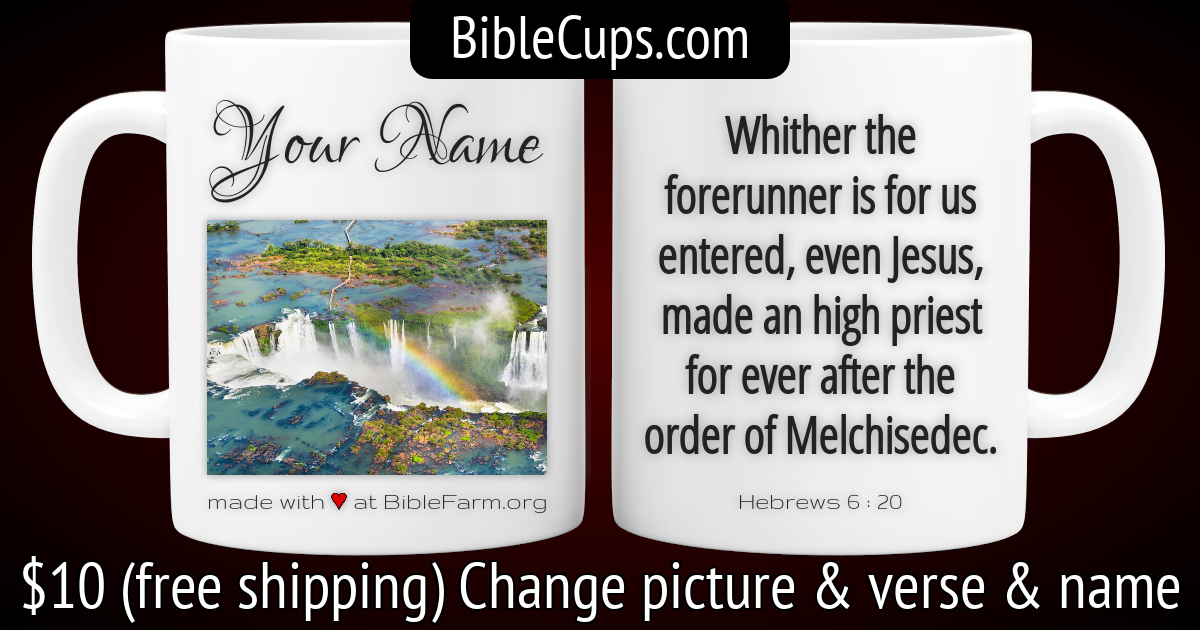 BibleCups.com
Your Name
made with ♥ at BibleFarm.org
Whither the
forerunner is for us
entered, even Jesus,
made an high priest
for ever after the
order of Melchisedec.
Hebrews 6 : 20
$10 (free shipping) Change picture & verse & name